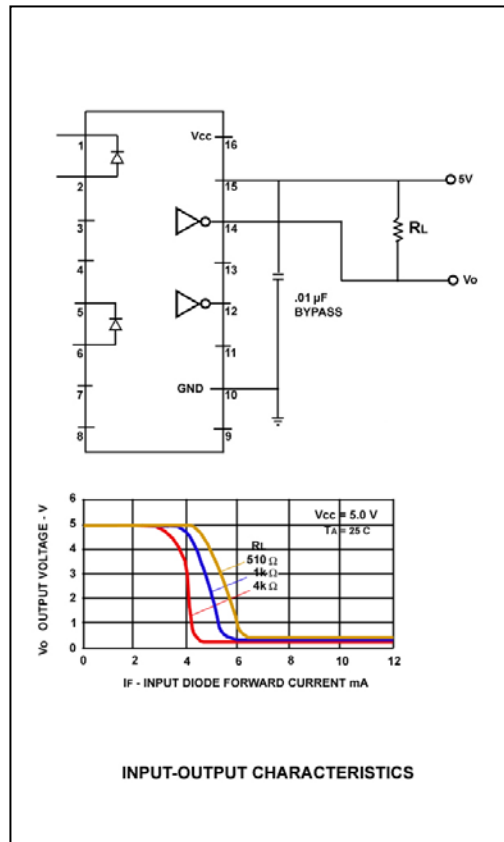 Vcc
16
1
2
15
5V
3
14
RL
4
13
Vo
5
12
.01 µF
BYPASS
6
11
7
GND
10
8
9
6
5
4
3
2
1
0
Vcc = 5.0 V
TA = 25 C
RL
510 Ω
1k Ω
4k Ω
Vo OUTPUT VOLTAGE - V
0 2 4 6 8 10 12
IF - INPUT DIODE FORWARD CURRENT mA
INPUT-OUTPUT CHARACTERISTICS